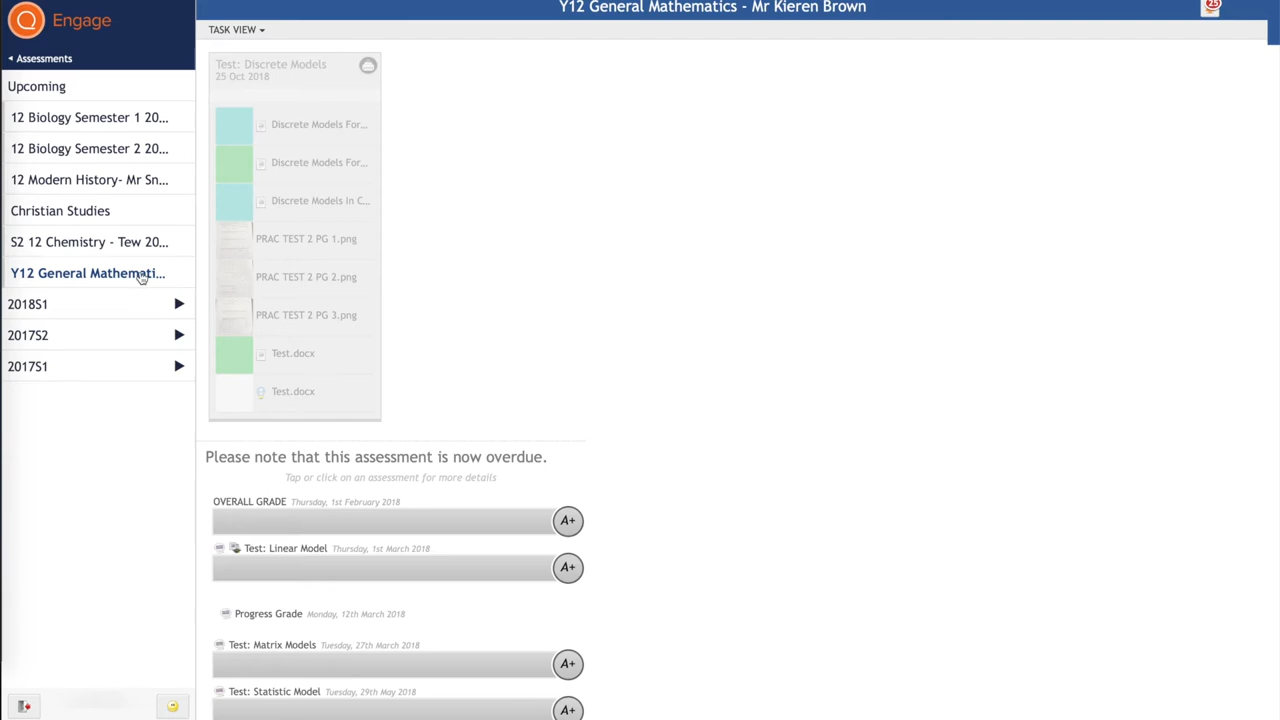 Engage
Y12 General Mathematics - Mr Kieren Brown
25
TASK VIEW
Assessments
Upcoming
12 Biology Semester 1 20...
12 Biology Semester 2 20...
12 Modern History- Mr Sn...
Christian Studies
S2 12 Chemistry - Tew 20...
Y12 General Mathemati...
2018S1
2017S2
2017S1
Test: Discrete Models
25 Oct 2018
Discrete Models For...
Discrete Models For...
Discrete Models In C...
PRAC TEST 2 PG 1.png
PRAC TEST 2 PG 2.png
PRAC TEST 2 PG 3.png
Test.docx
Test.docx
Please note that this assessment is now overdue.
Tap or click on an assessment for more details
OVERALL GRADE Thursday, 1st February 2018
A+
Test: Linear Model Thursday, 1st March 2018
A+
Progress Grade Monday, 12th March 2018
Test: Matrix Models Tuesday, 27th March 2018
A+
Test: Statistic Model Tuesday, 29th May 2018
A+